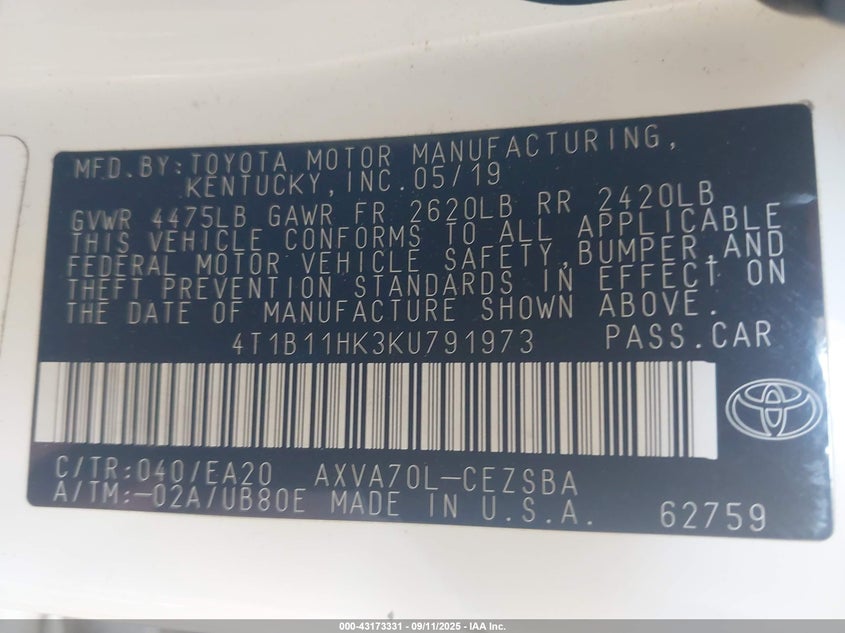 MFD.BY:TOYOTA MOTOR MANUFACTURING,
KENTUCKY,INC.05/19
GVWR 4475LB GAWR FR 2620LB RR 2420LB
THIS VEHICLE CONFORMS TO ALL APPLICABLE
FEDERAL MOTOR VEHICLE SAFETY,BUMPER,AND
THEFT PREVENTION STANDARDS IN EFFECT ON
THE DATE OF MANUFACTURE SHOWN ABOVE.
4T1B11HK3KU791973 PASS.CAR
C/TR:040/EA20 AXVA70L-CEZSBA
A/TM:-02A/UB80E MADE IN U.S.A. 62759
000-43173331 - 09/11/2025 - IAA Inc.